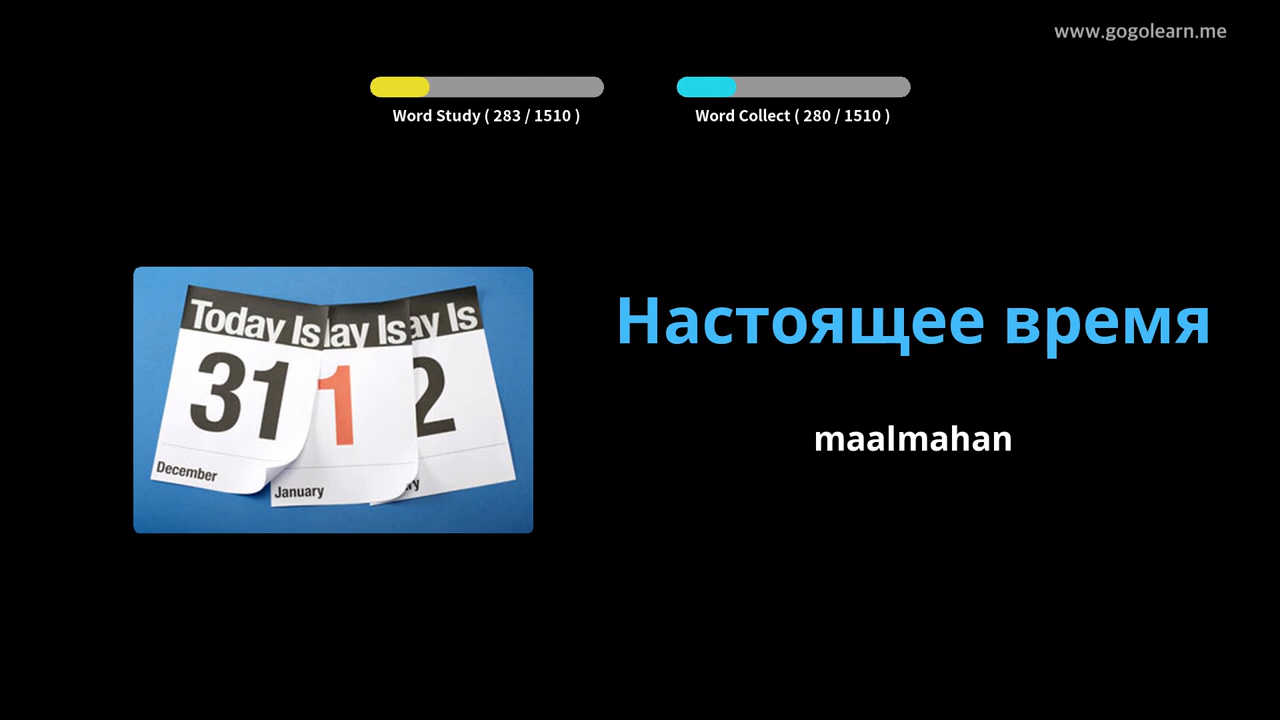 www.gogolearn.me
Word Study ( 283 / 1510 )
Word Collect ( 280 / 1510 )
Today Is
ay Is
ay Is
31
1
2
December
January
ry
Настоящее время
maalmahan